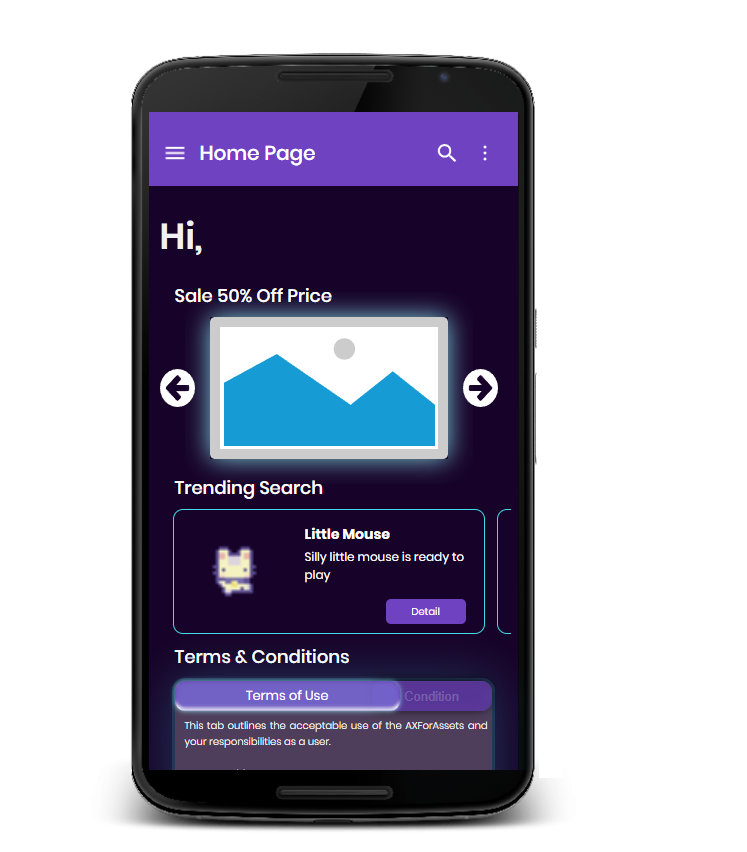 Home Page
Hi,
Sale 50% Off Price
Trending Search
Little Mouse
Silly little mouse is ready to
play
Detail
Terms & Conditions
Terms of Use
Condition
This tab outlines the acceptable use of the AXForAssets and
your responsibilities as a user.